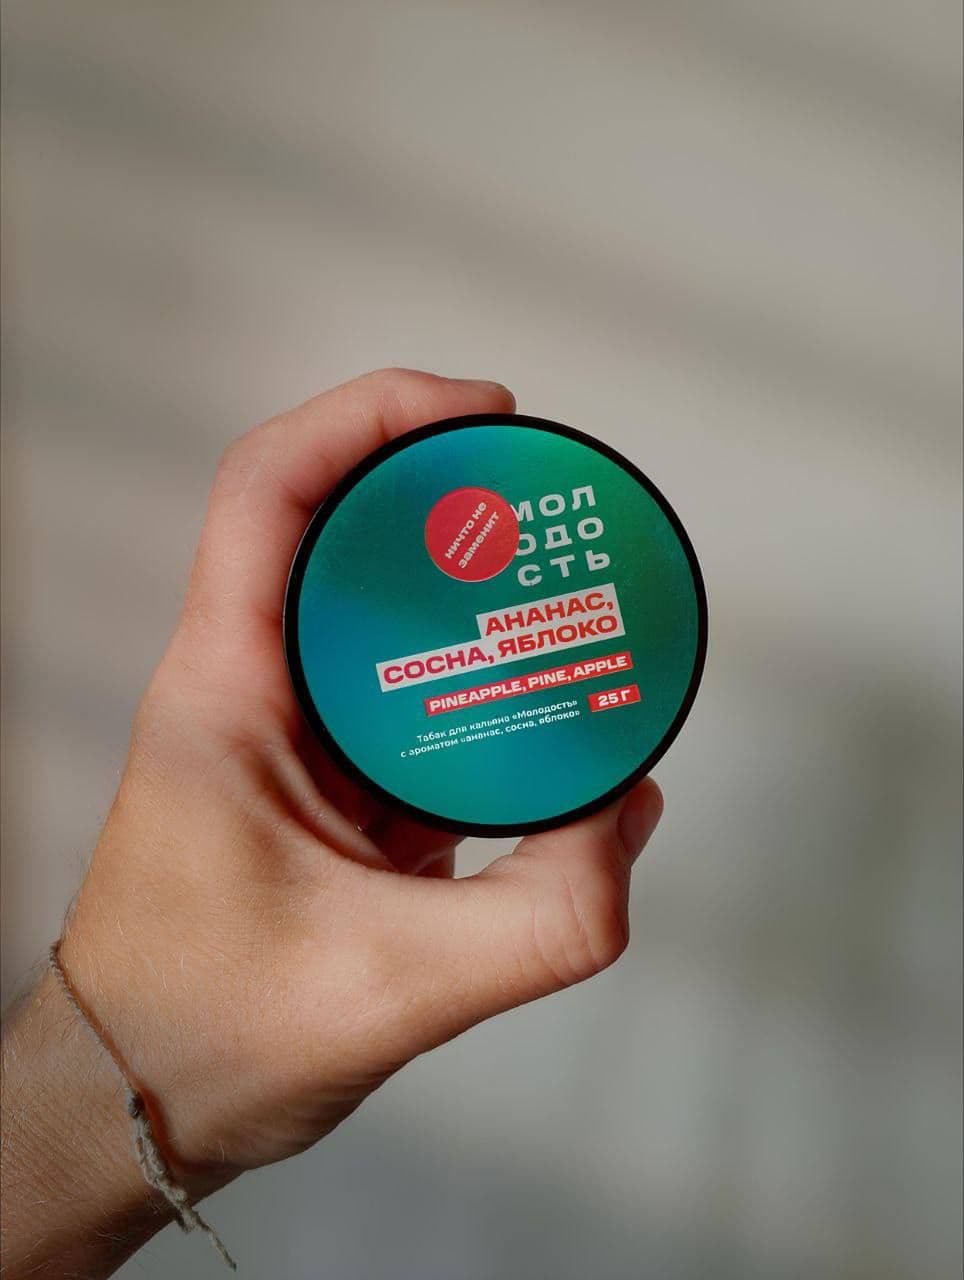 ничто не
заменит
МОЛ
ОДО
СТЬ
АНАНАС,
СОСНА, ЯБЛОКО
PINEAPPLE, PINE, APPLE
25 Г
Табак для кальяна «Молодость»
с ароматом «ананас, сосна, яблоко»